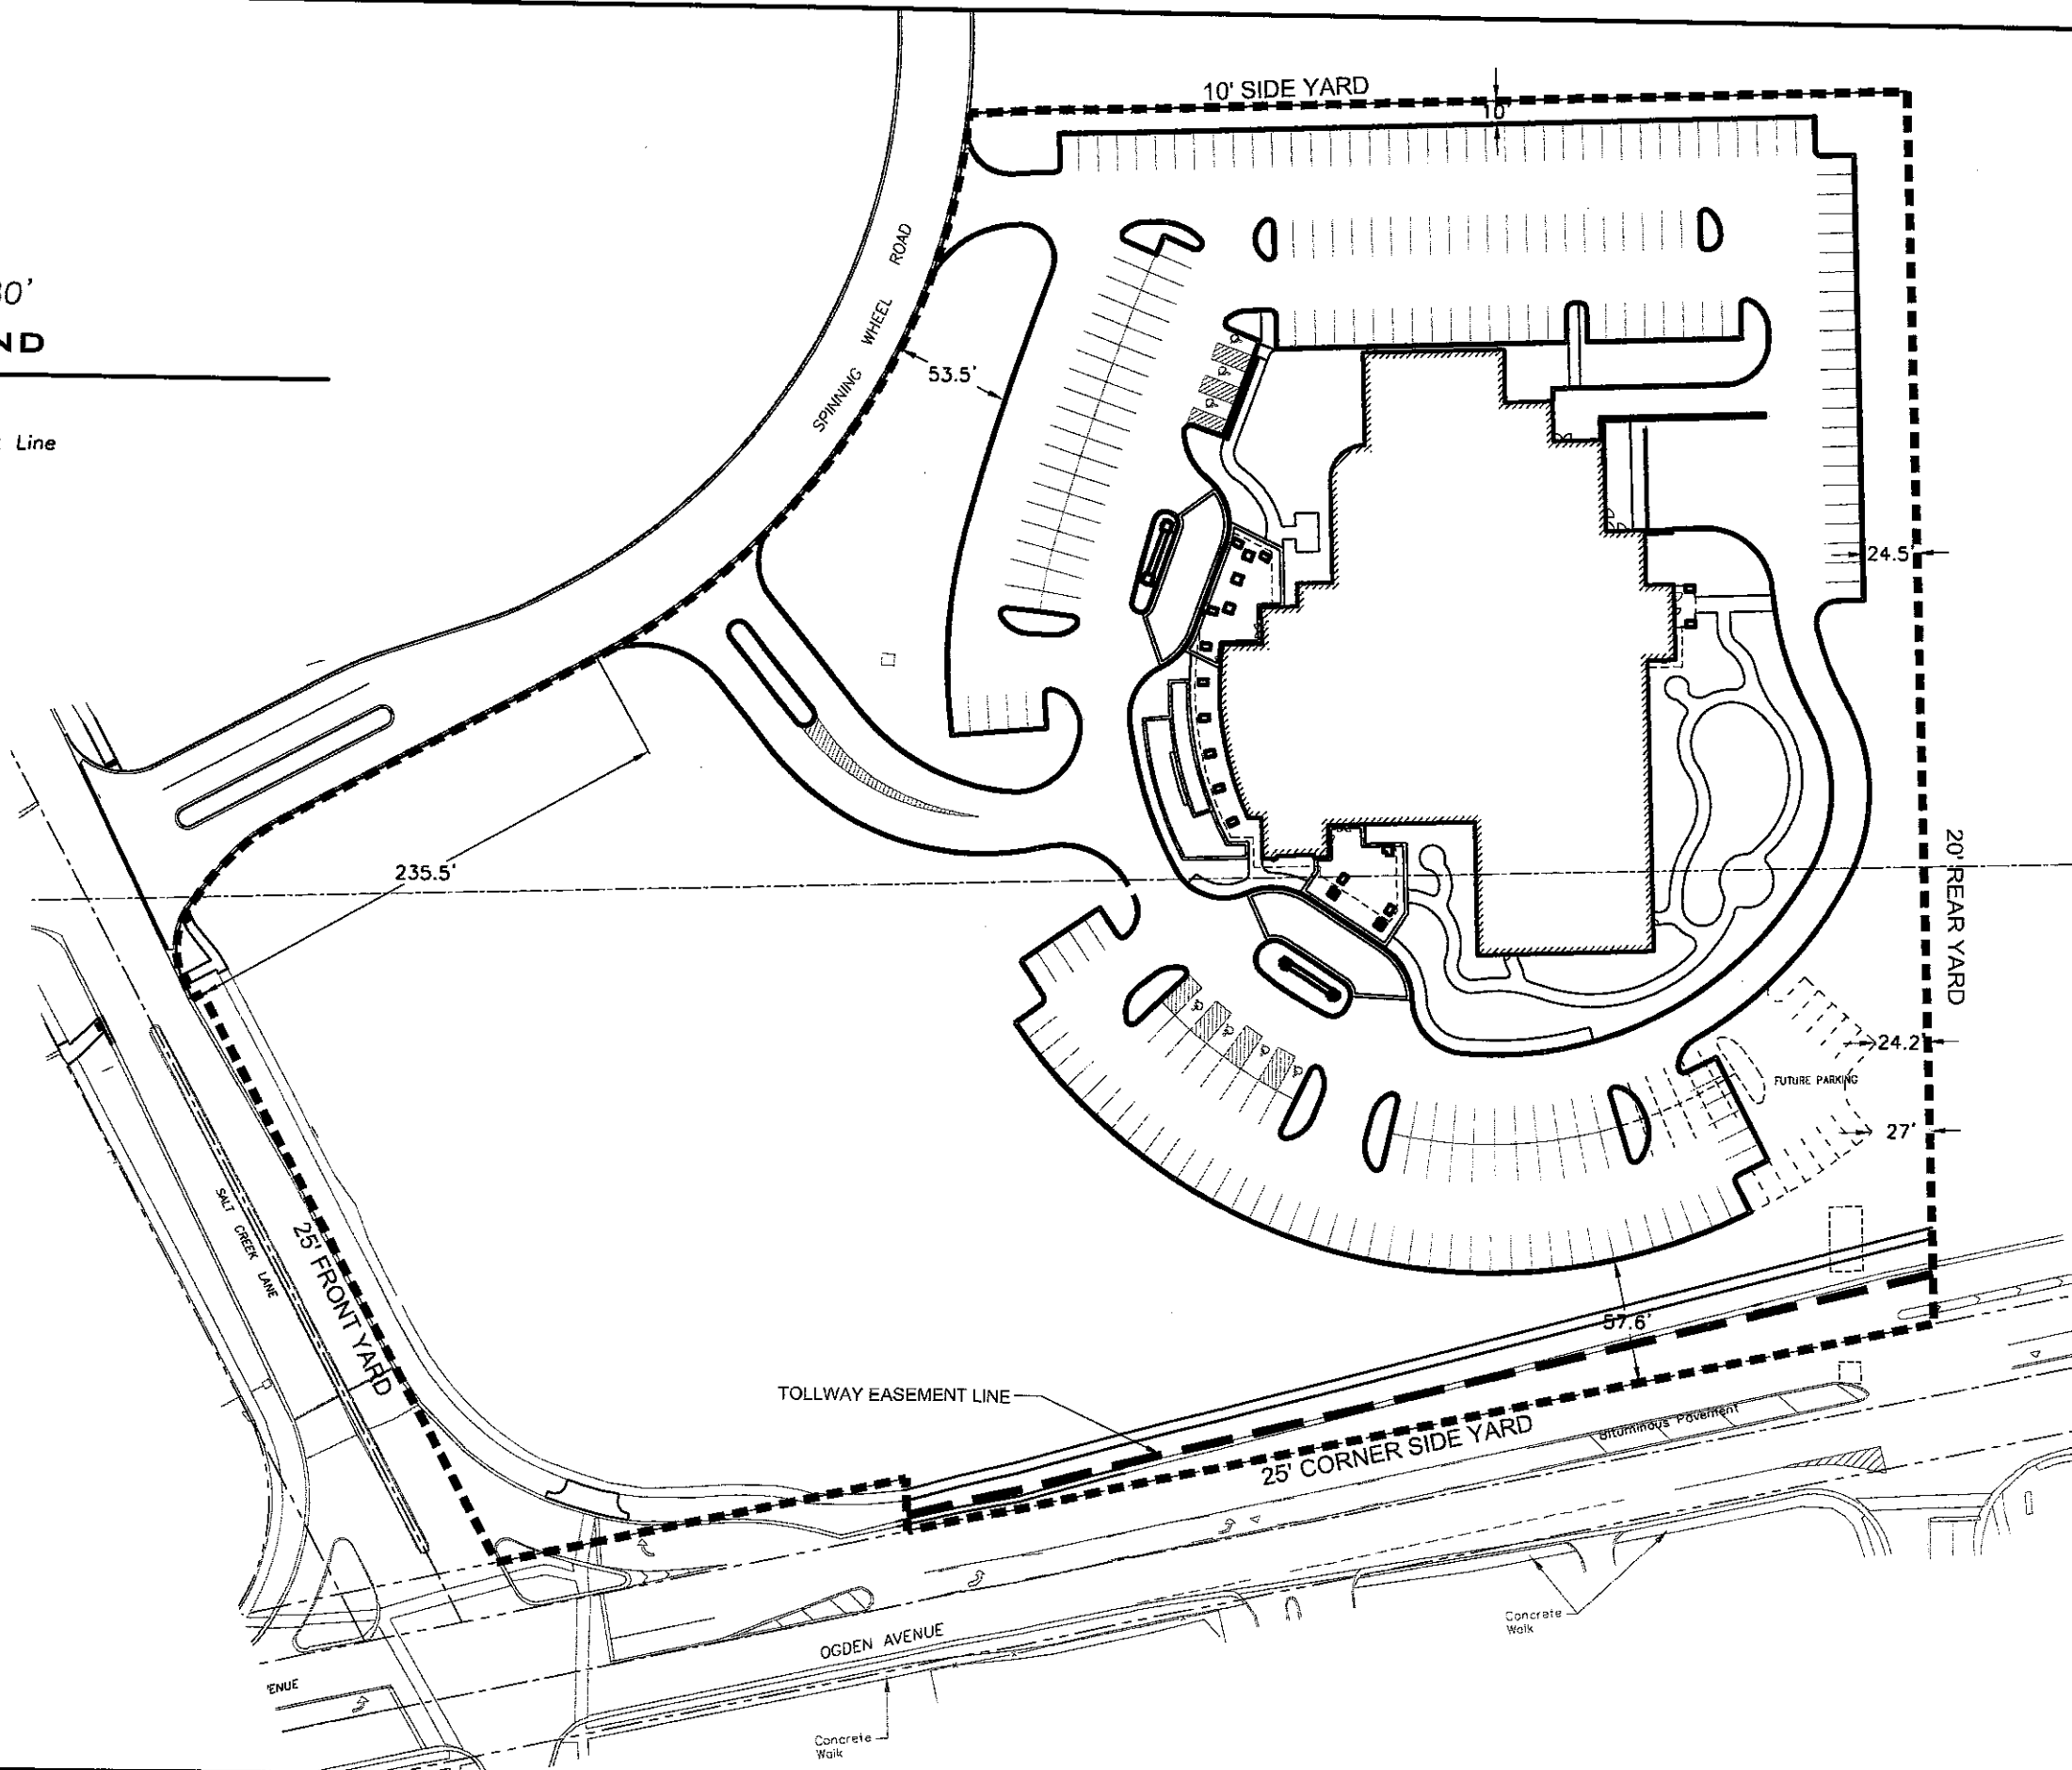 10' SIDE YARD
10'
0'
ND
Line
SPINNING WHEEL ROAD
53.5'
24.5'
235.5'
20' REAR YARD
24.2'
FUTURE PARKING
27'
SALT CREEK LANE
25' FRONT YARD
57.6'
TOLLWAY EASEMENT LINE
25' CORNER SIDE YARD
Bituminous Pavement
Concrete
Walk
OGDEN AVENUE
ENUE
Concrete
Walk